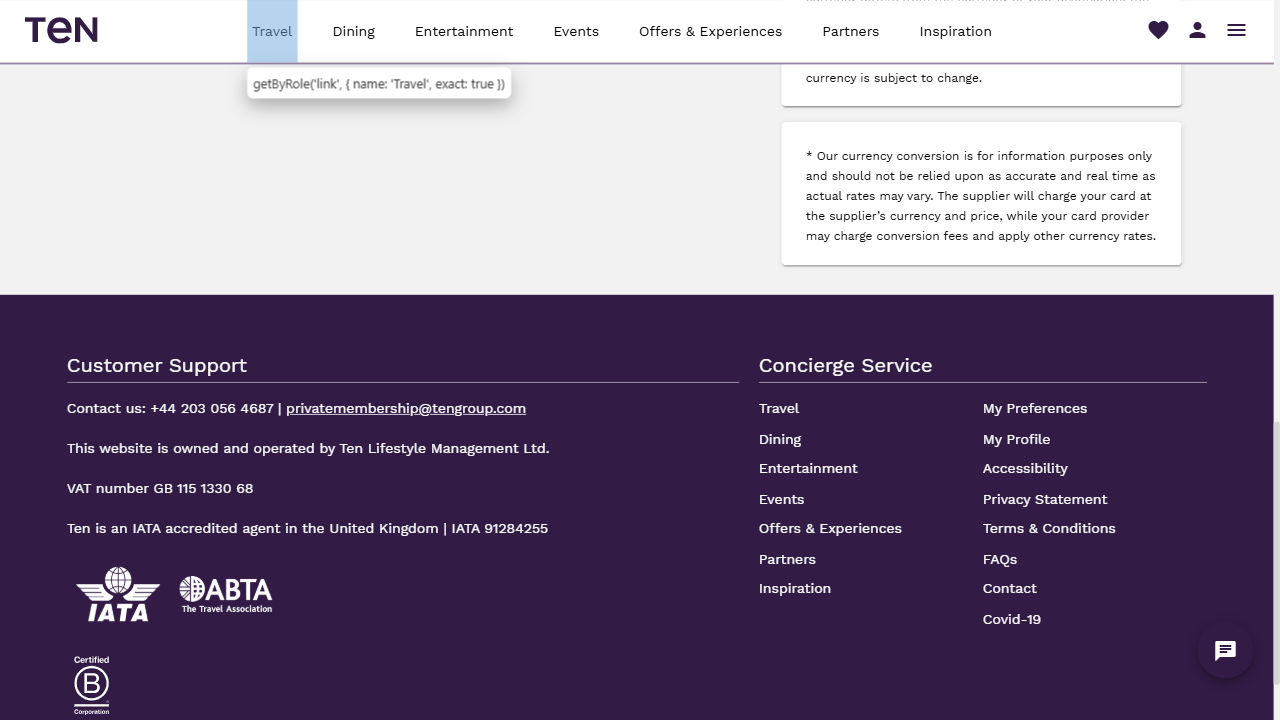 TEN
Travel
Dining
Entertainment
Events
Offers & Experiences
Partners
Inspiration
getByRole('link', { name: 'Travel', exact: true })
currency is subject to change.
* Our currency conversion is for information purposes only
and should not be relied upon as accurate and real time as
actual rates may vary. The supplier will charge your card at
the supplier's currency and price, while your card provider
may charge conversion fees and apply other currency rates.
Customer Support
Contact us: +44 203 056 4687 | privatemembership@tengroup.com
This website is owned and operated by Ten Lifestyle Management Ltd.
VAT number GB 115 1330 68
Ten is an IATA accredited agent in the United Kingdom | IATA 91284255
IATA
ABTA
The Travel Association
Certified
B
Corporation
Concierge Service
Travel
Dining
Entertainment
Events
Offers & Experiences
Partners
Inspiration
My Preferences
My Profile
Accessibility
Privacy Statement
Terms & Conditions
FAQs
Contact
Covid-19